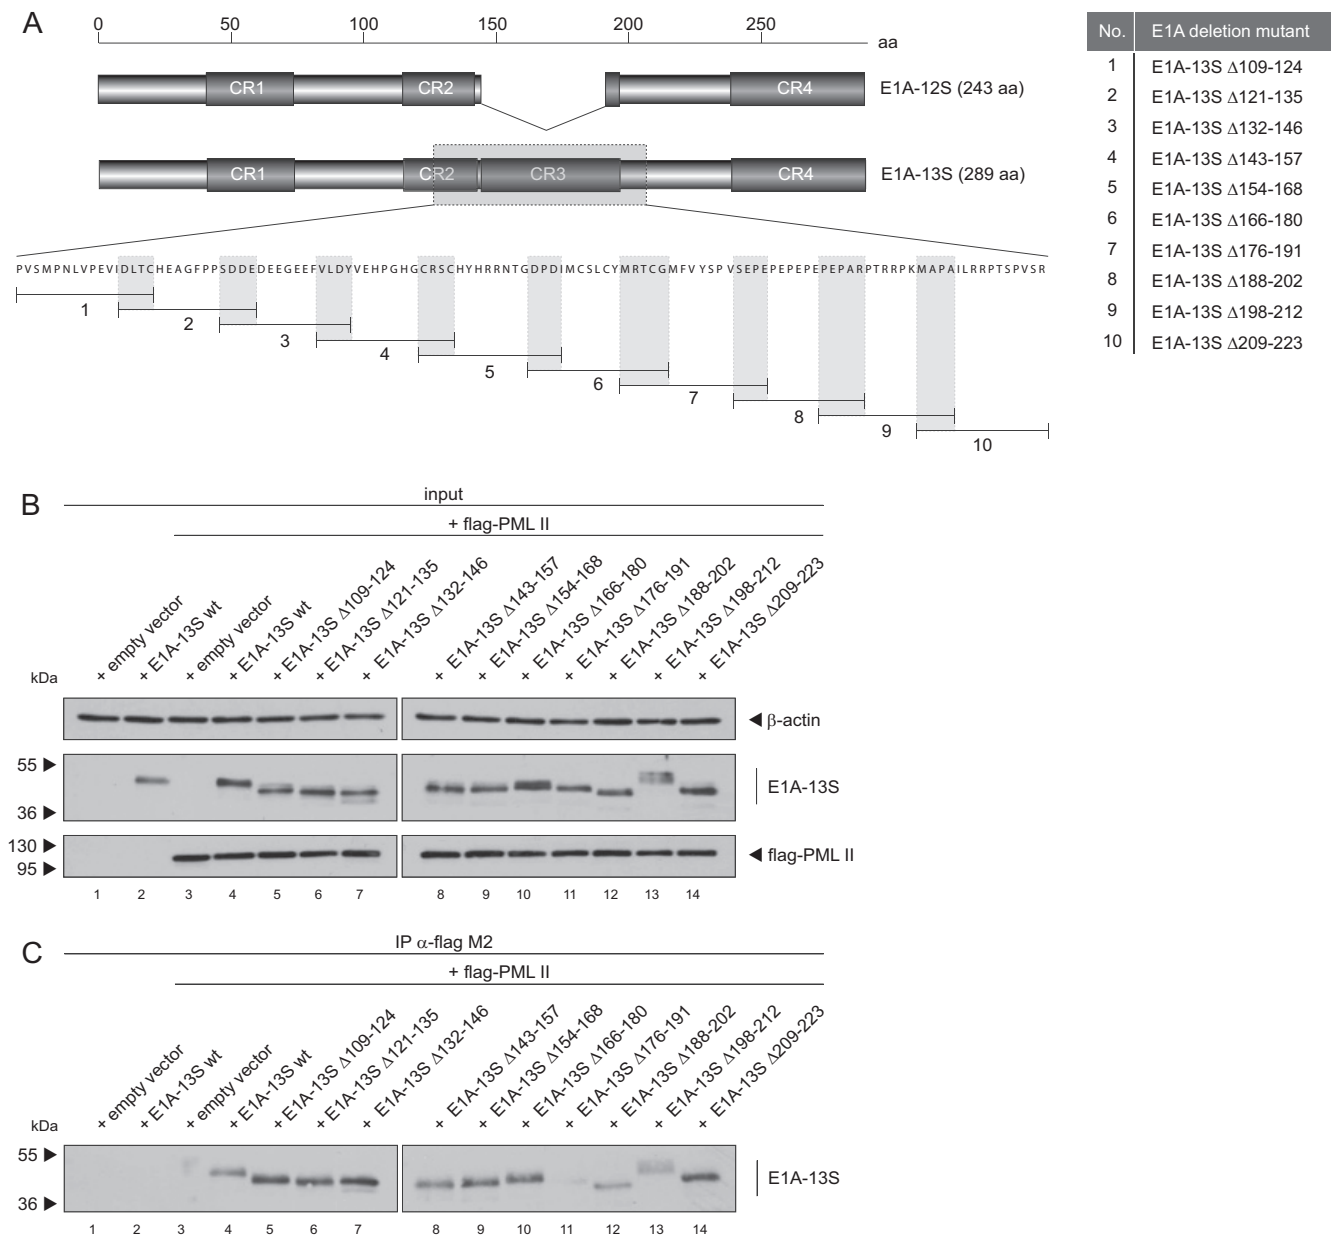 A
0 50 100 150 200 250
aa
CR1 CR2 CR4 E1A-12S (243 aa)
CR1 CR2 CR3 CR4 E1A-13S (289 aa)
PVSMPNLVPEVIDLTCHEAGFPPSDDEDEEGEEFVLDYVEHPGHGCRSCHYHRRNTGDPDIMCSLCYMRTCGMFVYSPVSEPEPEPEPEPEPARPTRRPKMAPAILRRPTSPVSR
1
2
3
4
5
6
7
8
9
10
No. E1A deletion mutant
1 E1A-13S Δ109-124
2 E1A-13S Δ121-135
3 E1A-13S Δ132-146
4 E1A-13S Δ143-157
5 E1A-13S Δ154-168
6 E1A-13S Δ166-180
7 E1A-13S Δ176-191
8 E1A-13S Δ188-202
9 E1A-13S Δ198-212
10 E1A-13S Δ209-223
B
input
+ flag-PML II
+ empty vector
+ E1A-13S wt
+ empty vector
+ E1A-13S wt
+ E1A-13S Δ109-124
+ E1A-13S Δ121-135
+ E1A-13S Δ132-146
+ E1A-13S Δ143-157
+ E1A-13S Δ154-168
+ E1A-13S Δ166-180
+ E1A-13S Δ176-191
+ E1A-13S Δ188-202
+ E1A-13S Δ198-212
+ E1A-13S Δ209-223
kDa
◀ β-actin
55 ▶
E1A-13S
36 ▶
130 ▶
◀ flag-PML II
95 ▶
1 2 3 4 5 6 7 8 9 10 11 12 13 14
C
IP α-flag M2
+ flag-PML II
+ empty vector
+ E1A-13S wt
+ empty vector
+ E1A-13S wt
+ E1A-13S Δ109-124
+ E1A-13S Δ121-135
+ E1A-13S Δ132-146
+ E1A-13S Δ143-157
+ E1A-13S Δ154-168
+ E1A-13S Δ166-180
+ E1A-13S Δ176-191
+ E1A-13S Δ188-202
+ E1A-13S Δ198-212
+ E1A-13S Δ209-223
kDa
55 ▶
E1A-13S
36 ▶
1 2 3 4 5 6 7 8 9 10 11 12 13 14